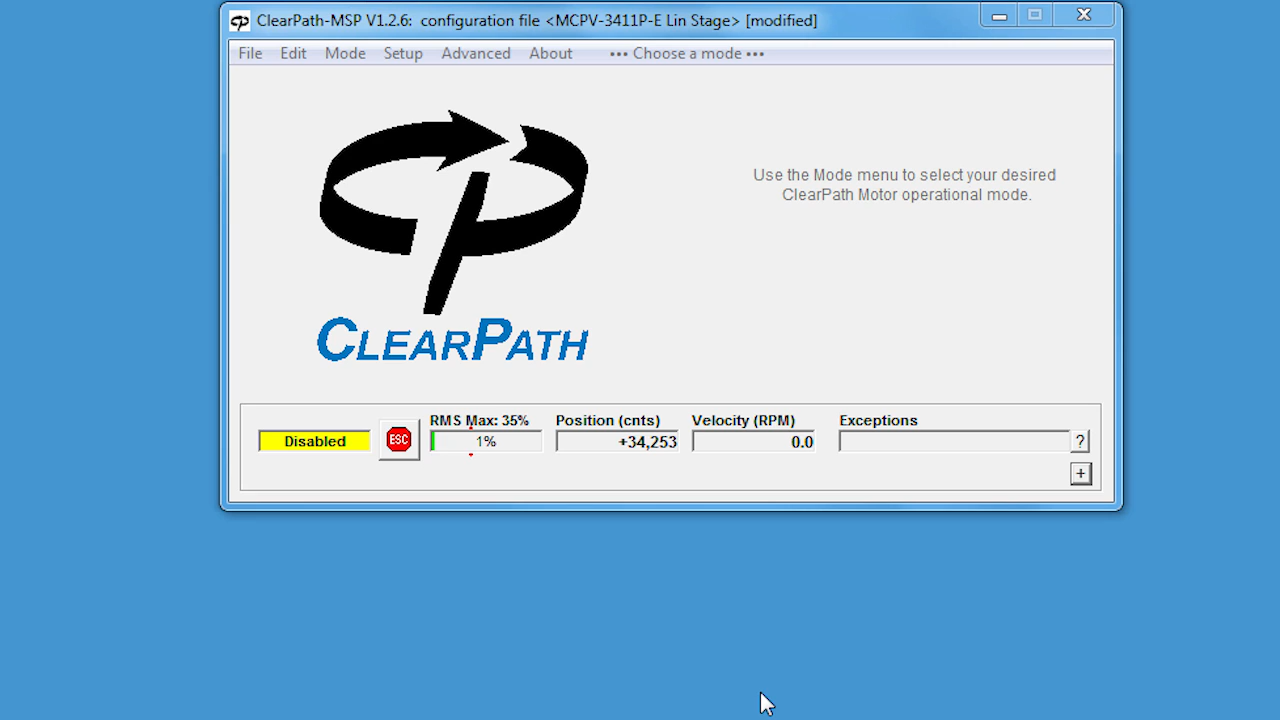 ClearPath-MSP V1.2.6: configuration file <MCPV-3411P-E Lin Stage> [modified]
File Edit Mode Setup Advanced About ••• Choose a mode •••
Use the Mode menu to select your desired
ClearPath Motor operational mode.
CLEARPATH
RMS Max: 35% Position (cnts) Velocity (RPM) Exceptions
Disabled ESC 1% +34,253 0.0 ?
+